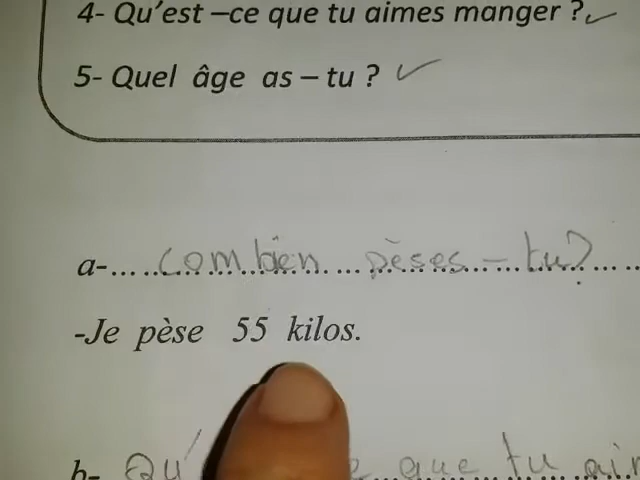 4- Qu'est –ce que tu aimes manger ?
5- Quel âge as – tu ?
a-..... combien pèses - tu?
-Je pèse 55 kilos.
b- Qu' que tu